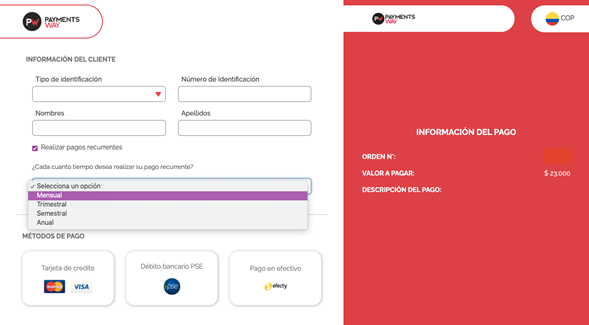 PW PAYMENTS
WAY
INFORMACIÓN DEL CLIENTE
Tipo de identificación
Número de Identificación
Nombres
Apellidos
Realizar pagos recurrentes
¿Cada cuanto tiempo desea realizar su pago recurrente?
Selecciona un opción
Mensual
Trimestral
Semestral
Anual
MÉTODOS DE PAGO
Tarjeta de credito
MasterCard VISA
Débito bancario PSE
pse
Pago en efectivo
efecty
PW PAYMENTS
WAY
COP
INFORMACIÓN DEL PAGO
ORDEN N°:
VALOR A PAGAR: $ 23,000
DESCRIPCIÓN DEL PAGO: